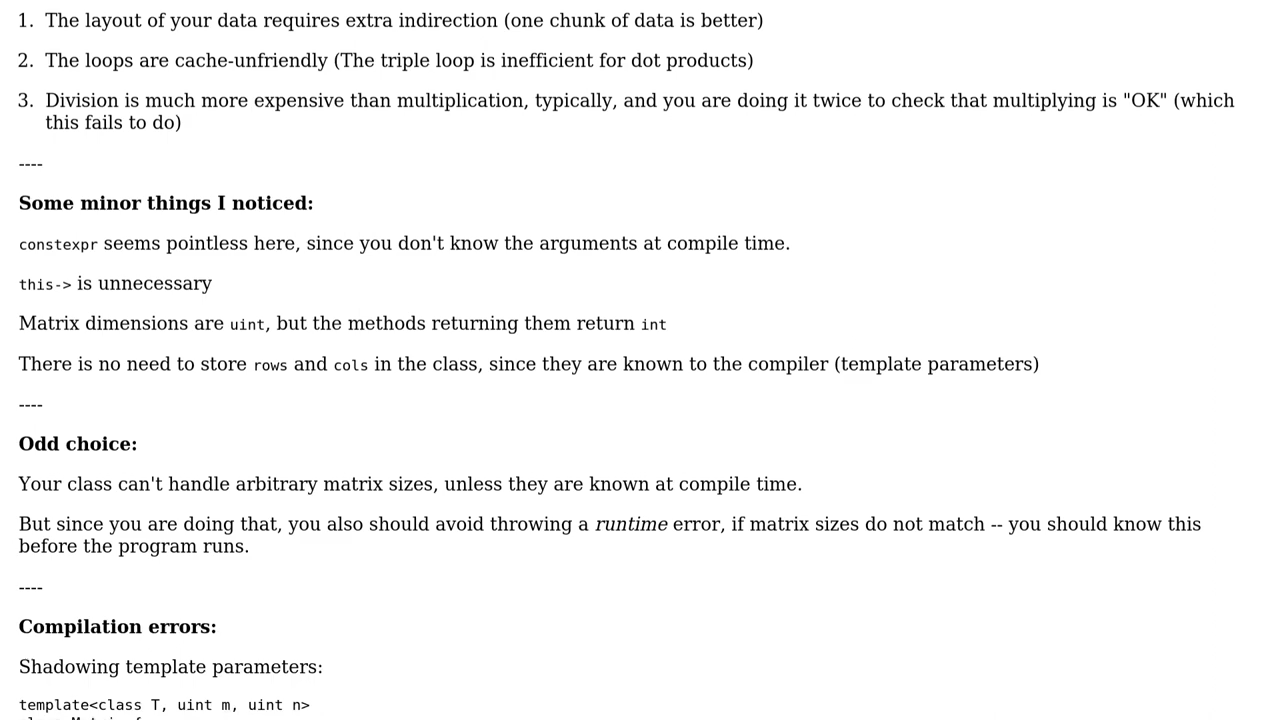 1. The layout of your data requires extra indirection (one chunk of data is better)
2. The loops are cache-unfriendly (The triple loop is inefficient for dot products)
3. Division is much more expensive than multiplication, typically, and you are doing it twice to check that multiplying is "OK" (which
this fails to do)
----
Some minor things I noticed:
constexpr seems pointless here, since you don't know the arguments at compile time.
this-> is unnecessary
Matrix dimensions are uint, but the methods returning them return int
There is no need to store rows and cols in the class, since they are known to the compiler (template parameters)
----
Odd choice:
Your class can't handle arbitrary matrix sizes, unless they are known at compile time.
But since you are doing that, you also should avoid throwing a runtime error, if matrix sizes do not match -- you should know this
before the program runs.
----
Compilation errors:
Shadowing template parameters:
template<class T, uint m, uint n>